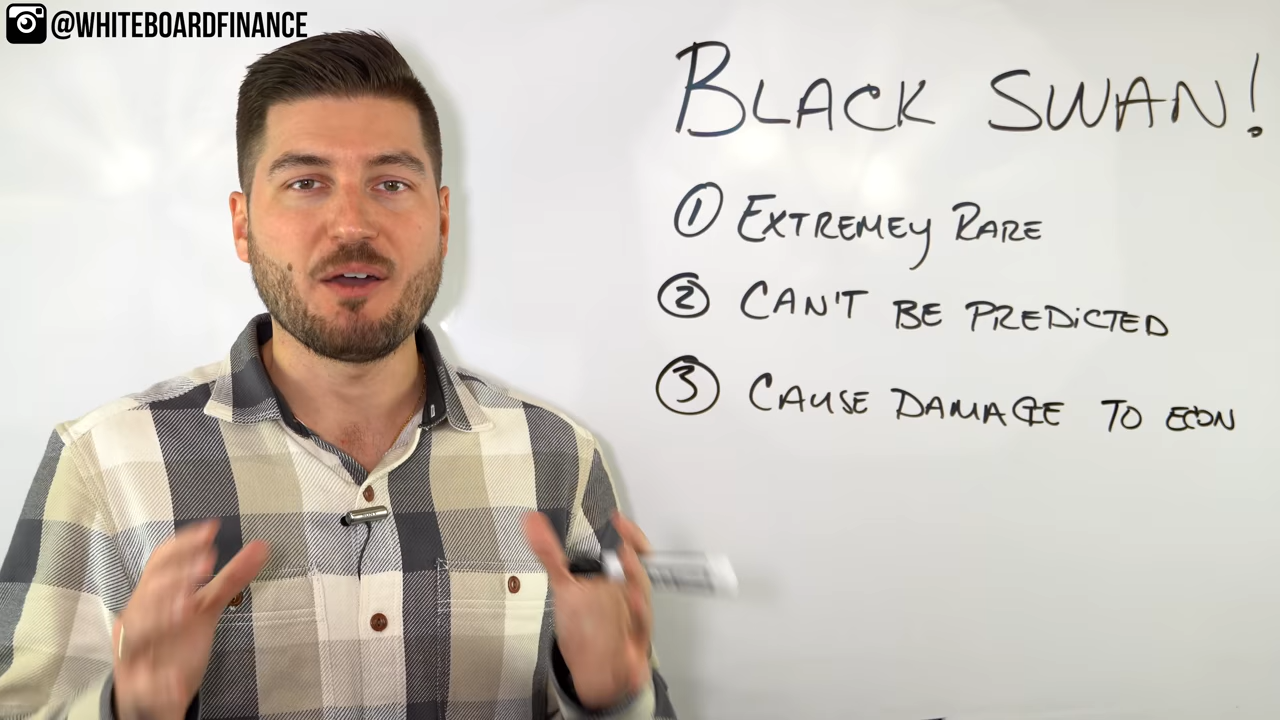 @WHITEBOARDFINANCE
BLACK SWAN!
1 EXTREMEY RARE
2 CAN'T BE PREDICTED
3 CAUSE DAMAGE TO ECON